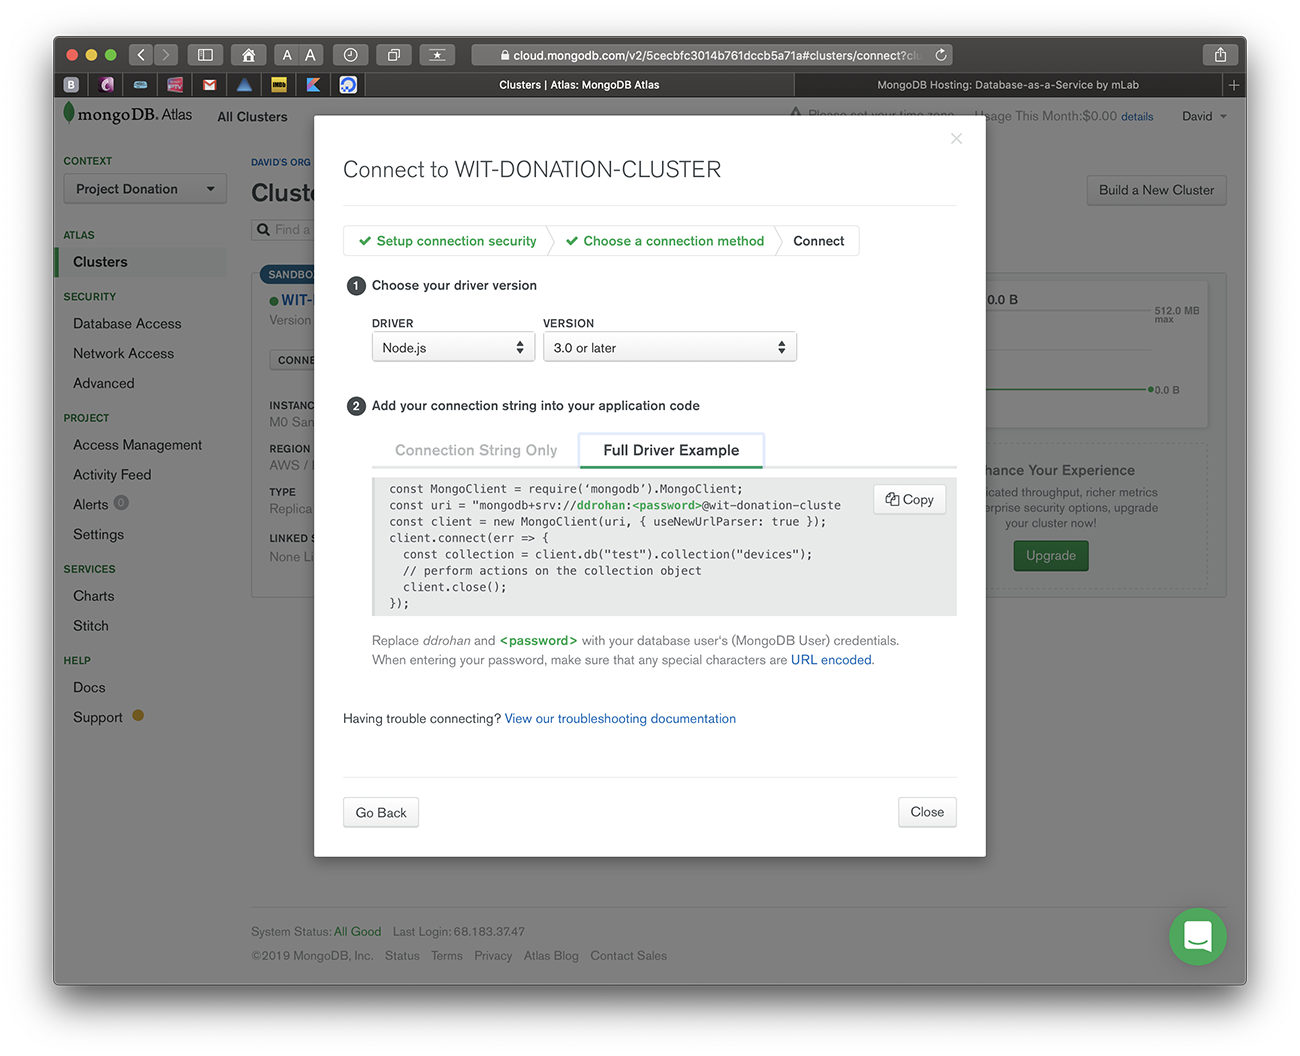 A A
cloud.mongodb.com/v2/5cecbfc3014b761dccb5a71a#clusters/connect?clu
B
IMDb
Clusters | Atlas: MongoDB Atlas
MongoDB Hosting: Database-as-a-Service by mLab
mongoDB. Atlas
All Clusters
Please set your time zone
Usage This Month:$0.00 details
David
CONTEXT
Project Donation
ATLAS
Clusters
SECURITY
Database Access
Network Access
Advanced
PROJECT
Access Management
Activity Feed
Alerts 0
Settings
SERVICES
Charts
Stitch
HELP
Docs
Support
DAVID'S ORG
Cluste
Build a New Cluster
Find a
SANDBO
WIT-
Version
CONNE
INSTANC
M0 San
REGION
AWS / 
TYPE
Replica
LINKED S
None Li
Connect to WIT-DONATION-CLUSTER
Setup connection security
Choose a connection method
Connect
1 Choose your driver version
DRIVER
VERSION
Node.js
3.0 or later
2 Add your connection string into your application code
Connection String Only
Full Driver Example
const MongoClient = require(‘mongodb’).MongoClient;
const uri = "mongodb+srv://ddrohan:<password>@wit-donation-cluste
const client = new MongoClient(uri, { useNewUrlParser: true });
client.connect(err => {
const collection = client.db("test").collection("devices");
// perform actions on the collection object
client.close();
});
Copy
Replace ddrohan and <password> with your database user's (MongoDB User) credentials.
When entering your password, make sure that any special characters are URL encoded.
Having trouble connecting? View our troubleshooting documentation
Go Back
Close
0.0 B
512.0 MB
max
0.0 B
hance Your Experience
icated throughput, richer metrics
erprise security options, upgrade
your cluster now!
Upgrade
System Status: All Good Last Login: 68.183.37.47
©2019 MongoDB, Inc. Status Terms Privacy Atlas Blog Contact Sales